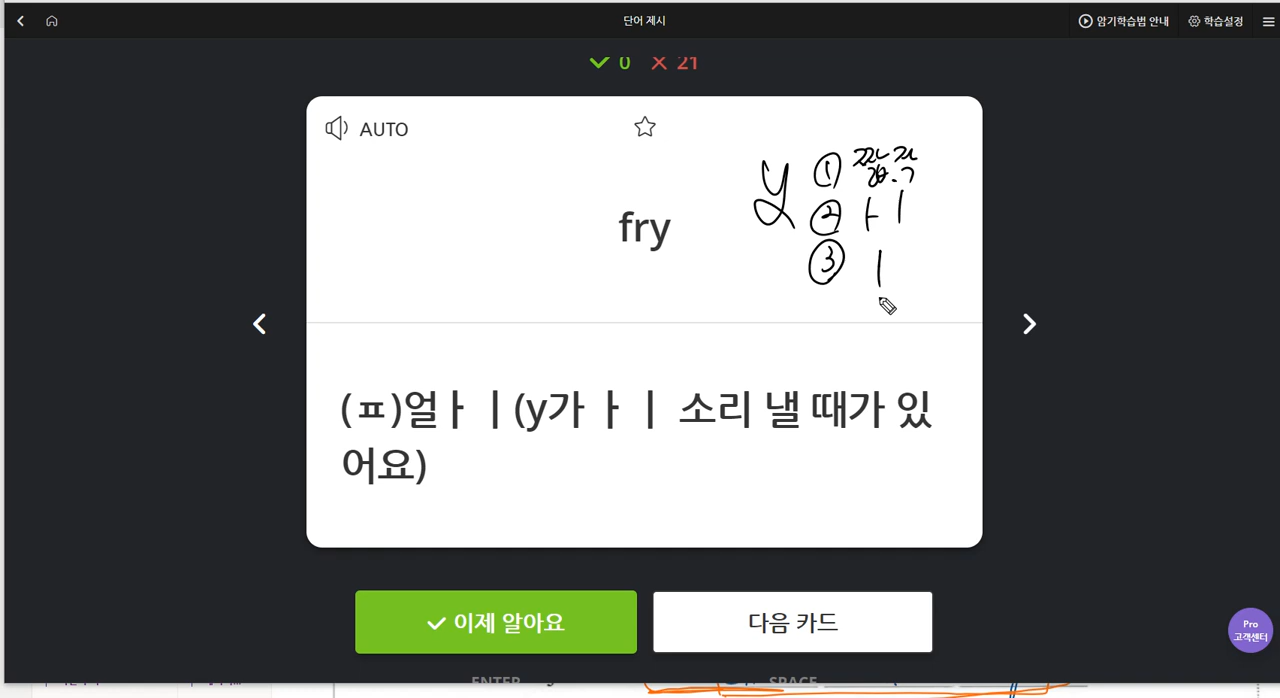 단어 제시
암기학습법 안내
학습설정
0
21
AUTO
fry
y ① 
② ㅏㅣ
③ ㅣ
(ㅍ)얼ㅏㅣ(y가 ㅏㅣ 소리 낼 때가 있
어요)
이제 알아요
다음 카드
Pro
고객센터
ENTER
SPACE